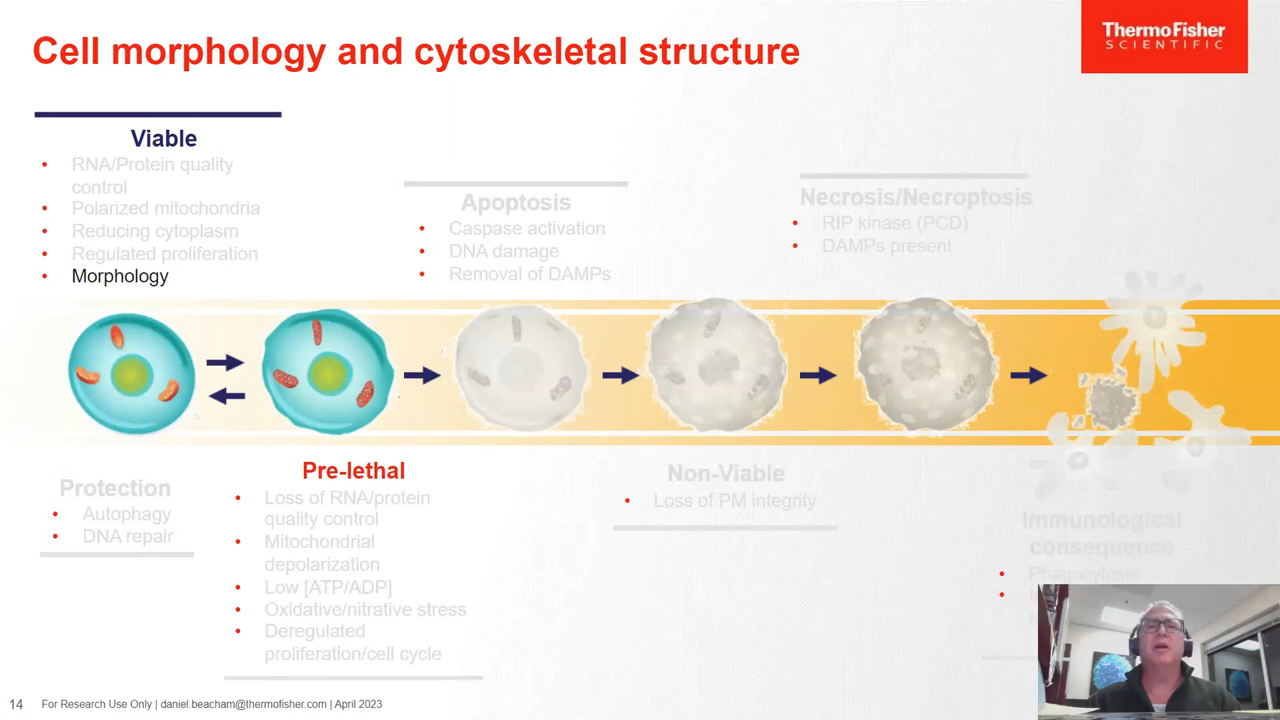 Cell morphology and cytoskeletal structure
ThermoFisher
SCIENTIFIC
Viable
• RNA/Protein quality
control
• Polarized mitochondria
• Reducing cytoplasm
• Regulated proliferation
• Morphology
Apoptosis
• Caspase activation
• DNA damage
• Removal of DAMPs
Necrosis/Necroptosis
• RIP kinase (PCD)
• DAMPs present
Protection
• Autophagy
• DNA repair
Pre-lethal
• Loss of RNA/protein
quality control
• Mitochondrial
depolarization
• Low [ATP/ADP]
• Oxidative/nitrative stress
• Deregulated
proliferation/cell cycle
Non-Viable
• Loss of PM integrity
Immunological
consequence
• Phagocytosis
14 For Research Use Only | daniel.beacham@thermofisher.com | April 2023